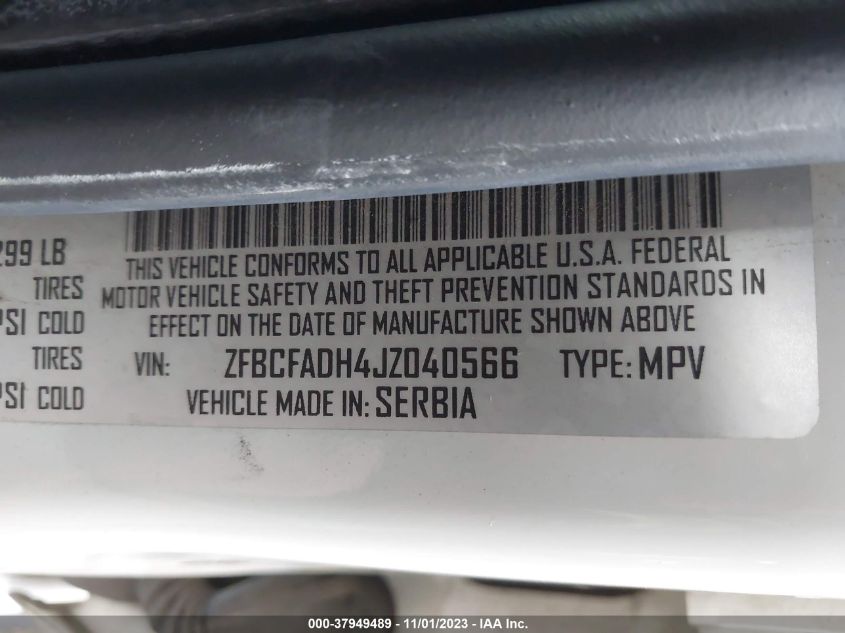 299 LB
THIS VEHICLE CONFORMS TO ALL APPLICABLE U.S.A. FEDERAL
TIRES
MOTOR VEHICLE SAFETY AND THEFT PREVENTION STANDARDS IN
PSI COLD
EFFECT ON THE DATE OF MANUFACTURE SHOWN ABOVE
TIRES
VIN: ZFBCFADH4JZ040566 TYPE: MPV
PSI COLD
VEHICLE MADE IN: SERBIA
000-37949489 - 11/01/2023 - IAA Inc.